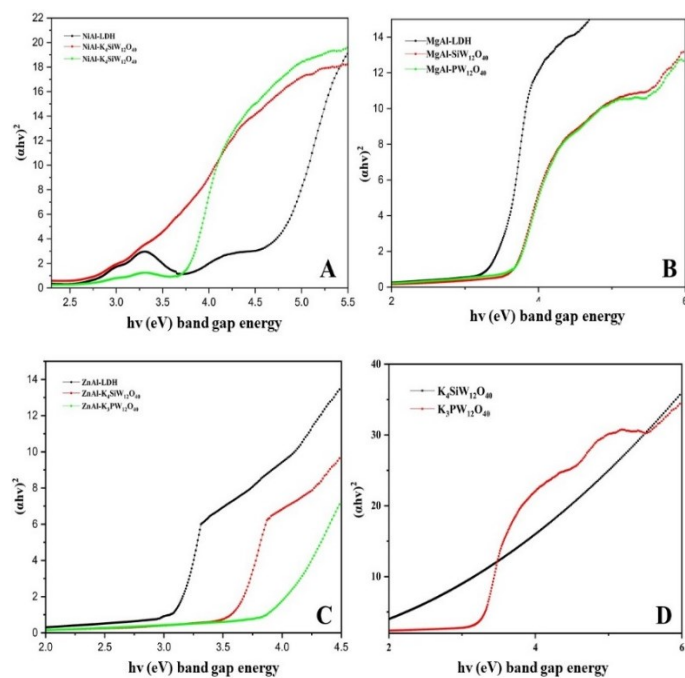 NiAl-LDH
NiAl-K₄SiW₁₂O₄₀
NiAl-K₄SiW₁₂O₄₀
(αhν)²
22
20
18
16
14
12
10
8
6
4
2
0
2.5 3.0 3.5 4.0 4.5 5.0 5.5
hν (eV) band gap energy
A
MgAl-LDH
MgAl-SiW₁₂O₄₀
MgAl-PW₁₂O₄₀
(αhν)²
14
12
10
8
6
4
2
0
2 4 6
hν (eV) band gap energy
B
ZnAl-LDH
ZnAl-K₄SiW₁₂O₄₀
ZnAl-K₃PW₁₂O₄₀
(αhν)²
14
12
10
8
6
4
2
0
2.0 2.5 3.0 3.5 4.0 4.5
hν (eV) band gap energy
C
K₄SiW₁₂O₄₀
K₃PW₁₂O₄₀
(αhν)²
40
30
20
10
2 4 6
hν (eV) band gap energy
D